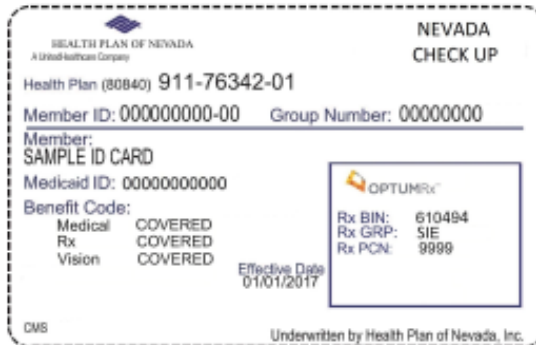 HEALTH PLAN OF NEVADA
A UnitedHealthcare Company
NEVADA
CHECK UP
Health Plan (80840) 911-76342-01
Member ID: 000000000-00 Group Number: 00000000
Member:
SAMPLE ID CARD
Medicaid ID: 00000000000
Benefit Code:
Medical COVERED
Rx COVERED
Vision COVERED
Effective Date
01/01/2017
OPTUMRx™
Rx BIN: 610494
Rx GRP: SIE
Rx PCN: 9999
CMS
Underwritten by Health Plan of Nevada, Inc.